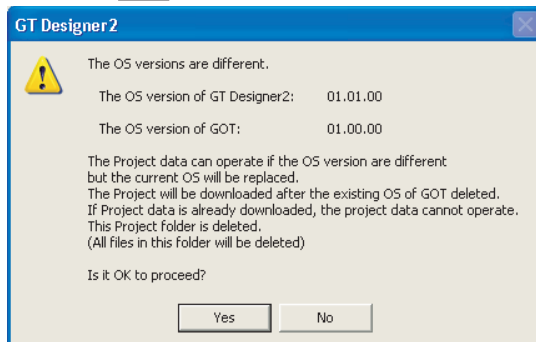 GT Designer2
The OS versions are different.
The OS version of GT Designer2: 01.01.00
The OS version of GOT: 01.00.00
The Project data can operate if the OS version are different
but the current OS will be replaced.
The Project will be downloaded after the existing OS of GOT deleted.
If Project data is already downloaded, the project data cannot operate.
This Project folder is deleted.
(All files in this folder will be deleted)
Is it OK to proceed?
Yes No